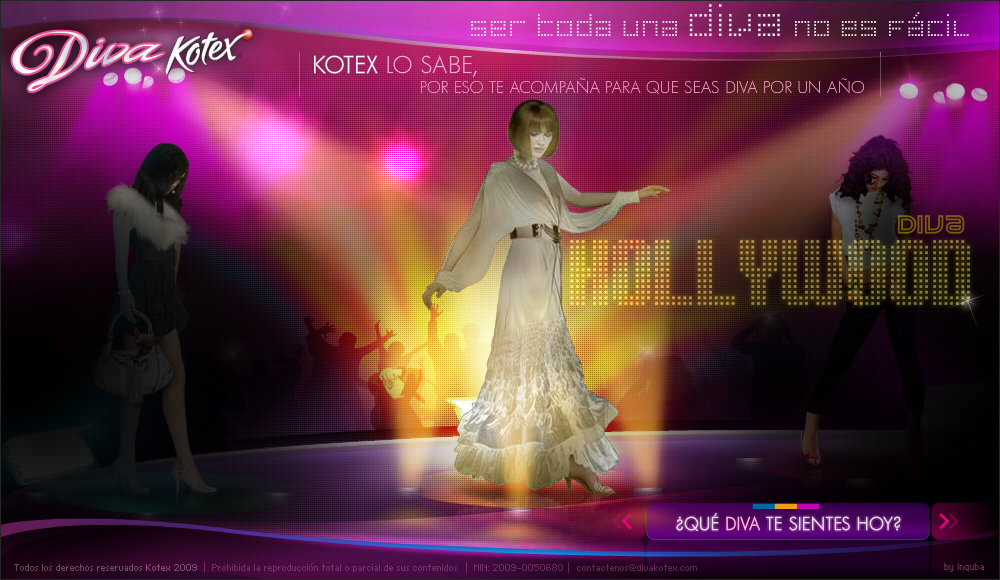 ser toda una diva no es fácil
Diva Kotex
KOTEX LO SABE,
POR ESO TE ACOMPAÑA PARA QUE SEAS DIVA POR UN AÑO
DIVA
HOLLYWOOD
¿QUÉ DIVA TE SIENTES HOY?
Todos los derechos reservados Kotex 2009 | Prohibida la reproducción total o parcial de sus contenidos | MIN: 2009-0050680 | contactenos@divakotex.com
by Inquba